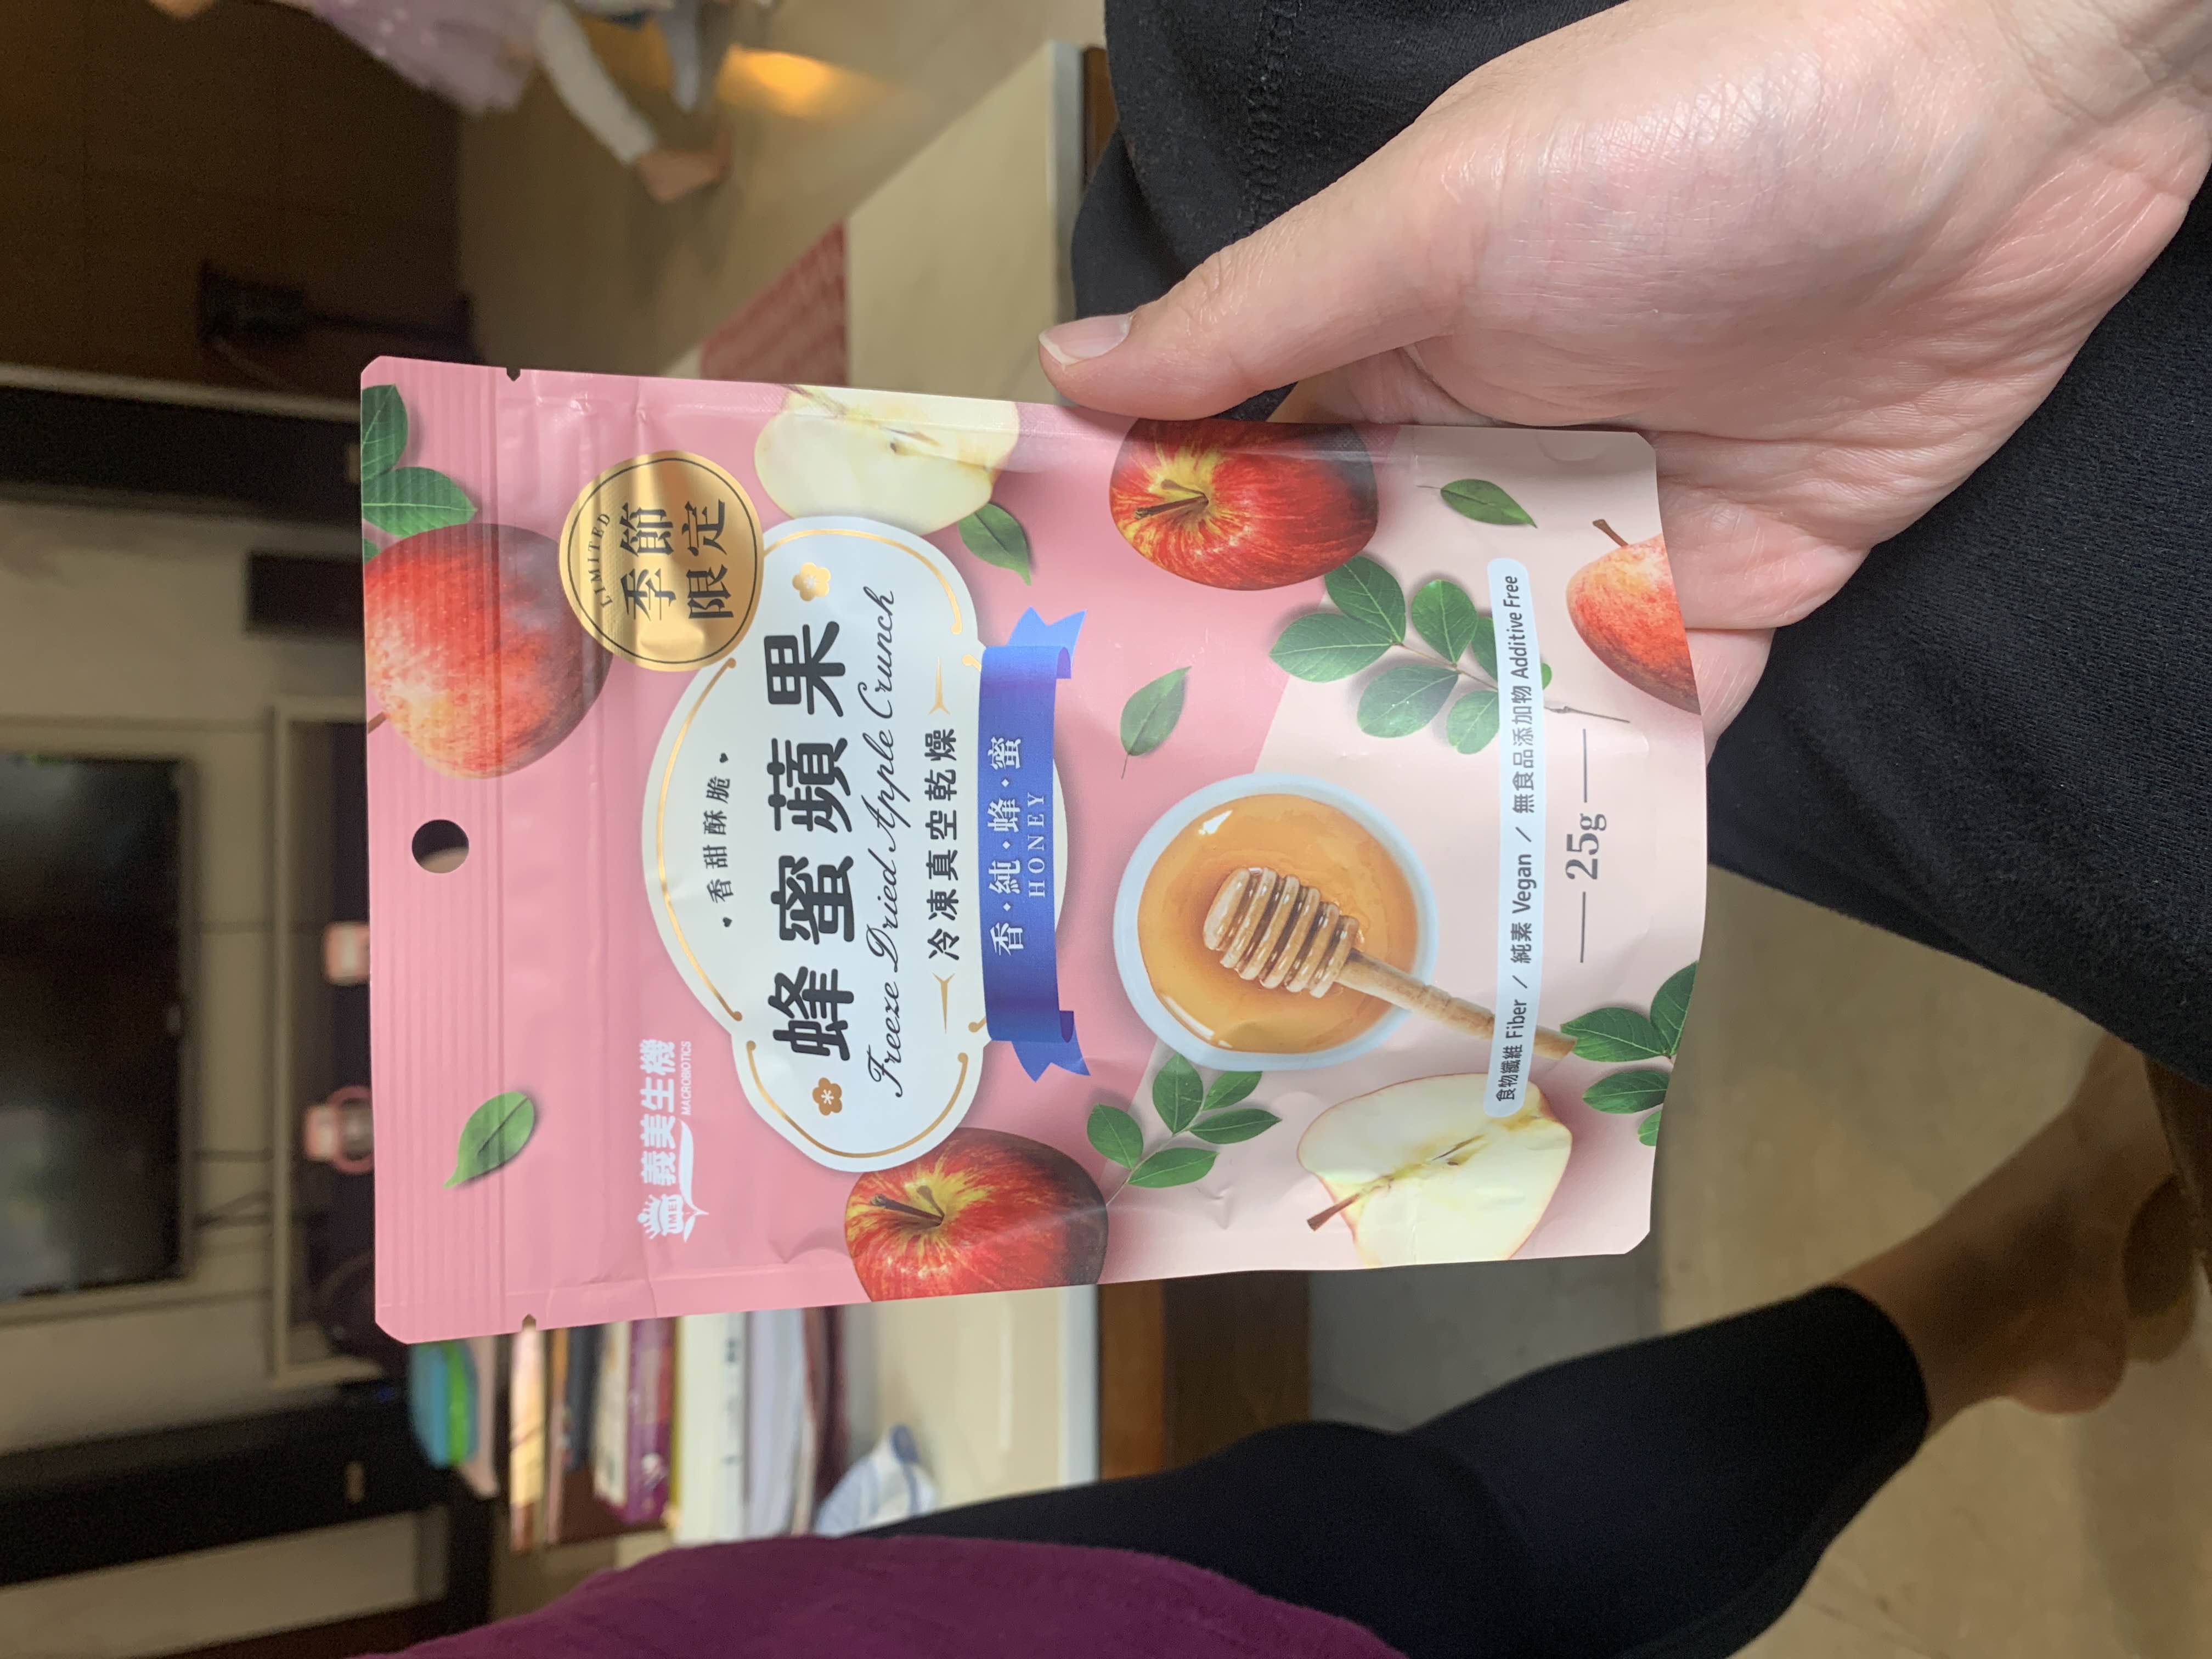 IMEI
義美生機
MACROBIOTICS
LIMITED
季節
限定
香甜酥脆
蜂蜜蘋果
Freeze Dried Apple Crunch
冷凍真空乾燥
香・純・蜂・蜜
HONEY
食物纖維 Fiber / 純素 Vegan / 無食品添加物 Additive Free
25g